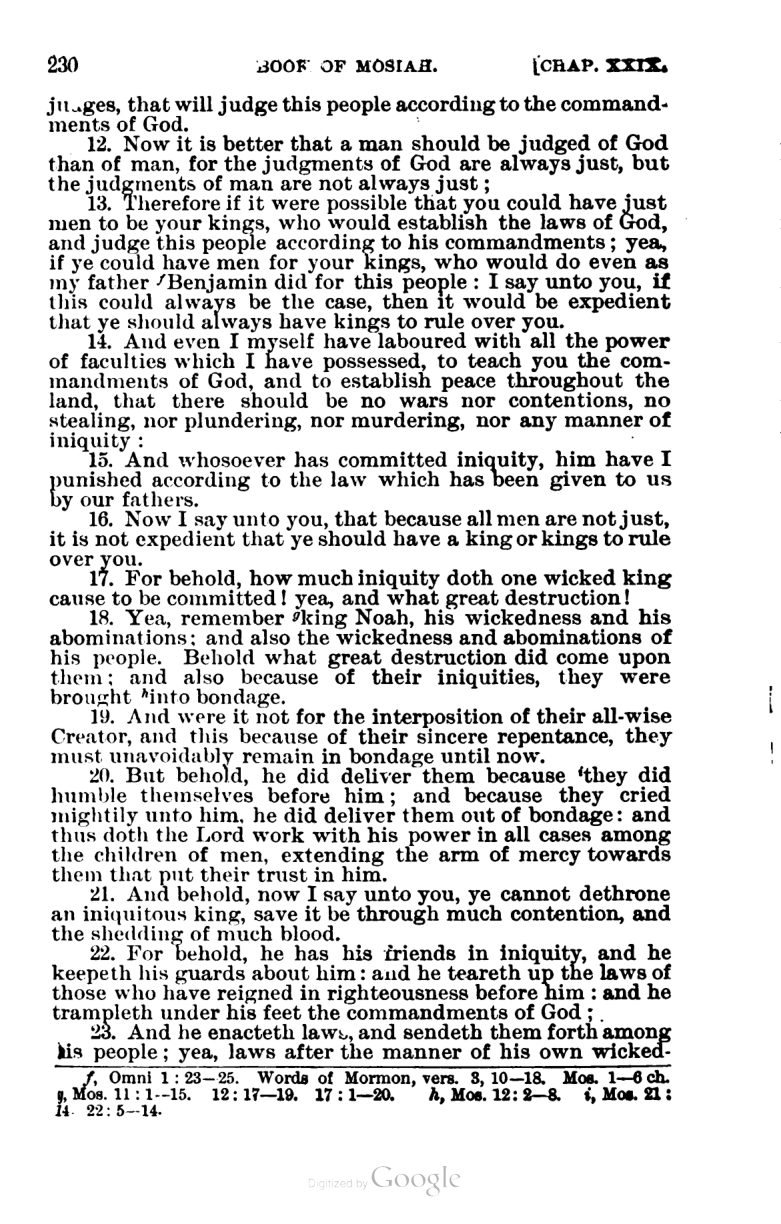 230 BOOK OF MOSIAH. [CHAP. XXIX.
judges, that will judge this people according to the command-
ments of God.
12. Now it is better that a man should be judged of God
than of man, for the judgments of God are always just, but
the judgments of man are not always just;
13. Therefore if it were possible that you could have just
men to be your kings, who would establish the laws of God,
and judge this people according to his commandments; yea,
if ye could have men for your kings, who would do even as
my father fBenjamin did for this people: I say unto you, if
this could always be the case, then it would be expedient
that ye should always have kings to rule over you.
14. And even I myself have laboured with all the power
of faculties which I have possessed, to teach you the com-
mandments of God, and to establish peace throughout the
land, that there should be no wars nor contentions, no
stealing, nor plundering, nor murdering, nor any manner of
iniquity:
15. And whosoever has committed iniquity, him have I
punished according to the law which has been given to us
by our fathers.
16. Now I say unto you, that because all men are not just,
it is not expedient that ye should have a king or kings to rule
over you.
17. For behold, how much iniquity doth one wicked king
cause to be committed! yea, and what great destruction!
18. Yea, remember gking Noah, his wickedness and his
abominations; and also the wickedness and abominations of
his people. Behold what great destruction did come upon
them; and also because of their iniquities, they were
brought hinto bondage.
19. And were it not for the interposition of their all-wise
Creator, and this because of their sincere repentance, they
must unavoidably remain in bondage until now.
20. But behold, he did deliver them because ithey did
humble themselves before him; and because they cried
mightily unto him, he did deliver them out of bondage: and
thus doth the Lord work with his power in all cases among
the children of men, extending the arm of mercy towards
them that put their trust in him.
21. And behold, now I say unto you, ye cannot dethrone
an iniquitous king, save it be through much contention, and
the shedding of much blood.
22. For behold, he has his friends in iniquity, and he
keepeth his guards about him: and he teareth up the laws of
those who have reigned in righteousness before him: and he
trampleth under his feet the commandments of God;
23. And he enacteth laws, and sendeth them forth among
his people; yea, laws after the manner of his own wicked-
f, Omni 1:23—25. Words of Mormon, vers. 3, 10—18. Mos. 1—6 ch.
g, Mos. 11:1--15. 12:17—19. 17:1—20. h, Mos. 12:2—8. i, Mos. 21:
14. 22:5--14.
Digitized by Google